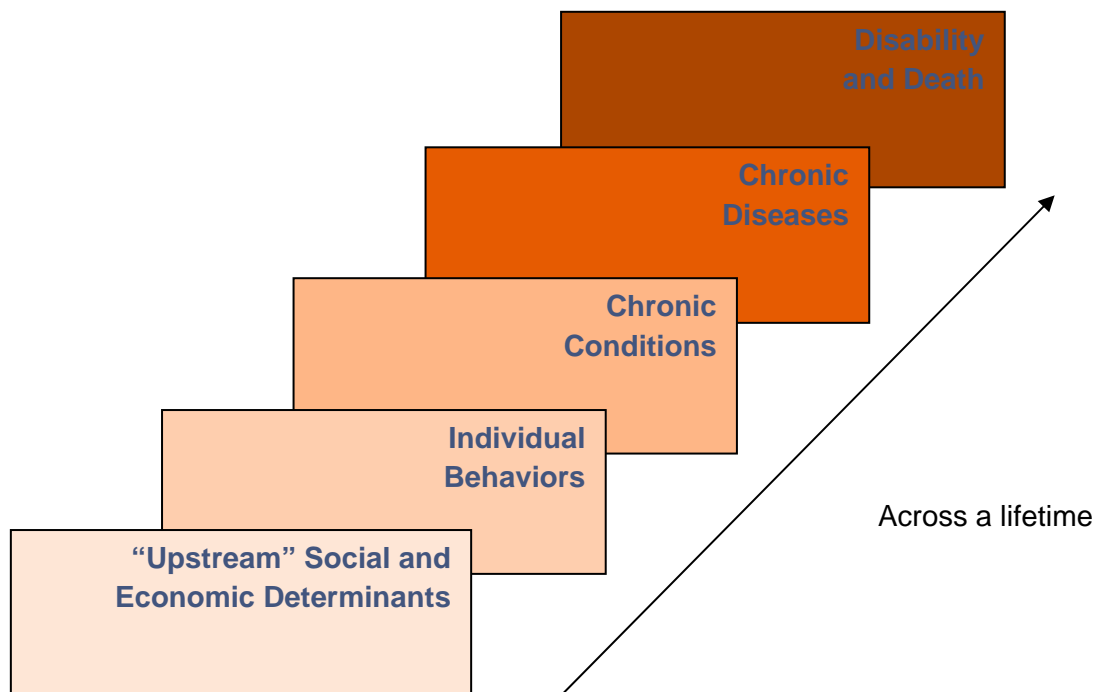 Disability
and Death
Chronic
Diseases
Chronic
Conditions
Individual
Behaviors
Across a lifetime
“Upstream” Social and
Economic Determinants